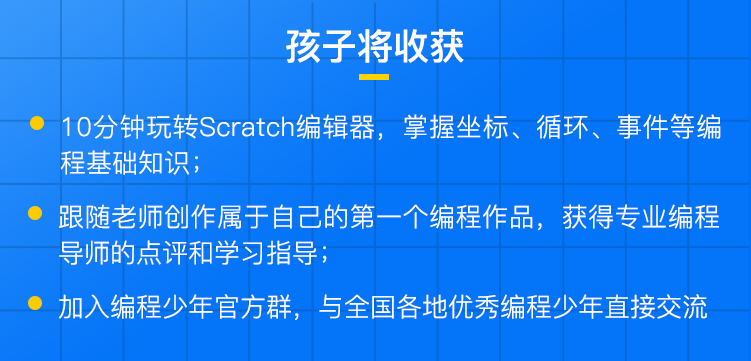 孩子将收获
10分钟玩转Scratch编辑器，掌握坐标、循环、事件等编
程基础知识；
跟随老师创作属于自己的第一个编程作品，获得专业编程
导师的点评和学习指导；
加入编程少年官方群，与全国各地优秀编程少年直接交流